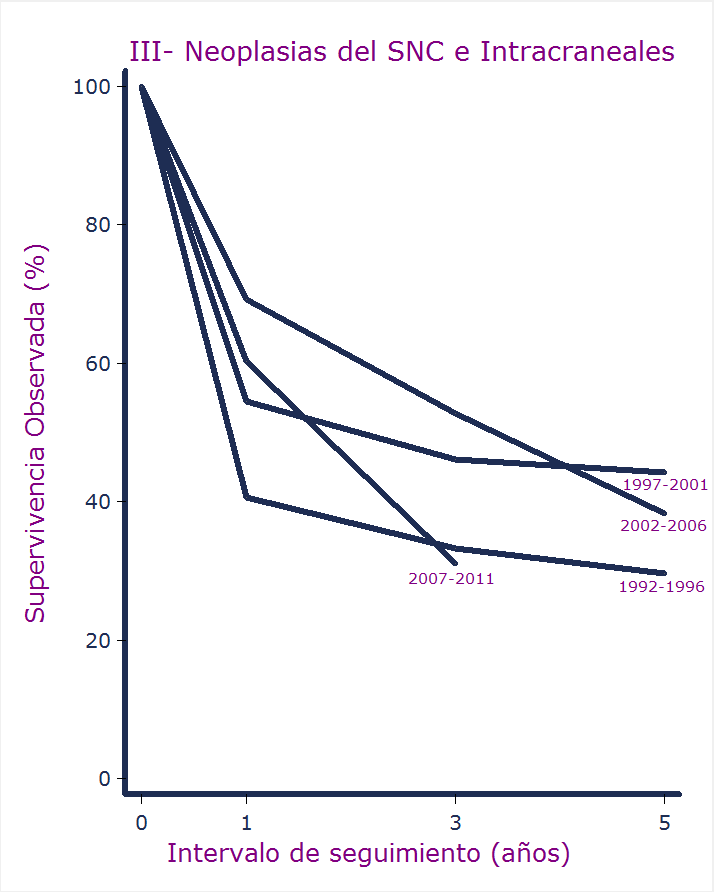 III- Neoplasias del SNC e Intracraneales
Supervivencia Observada (%)
100
80
60
40
20
0
1997-2001
2002-2006
2007-2011
1992-1996
0 1 3 5
Intervalo de seguimiento (años)